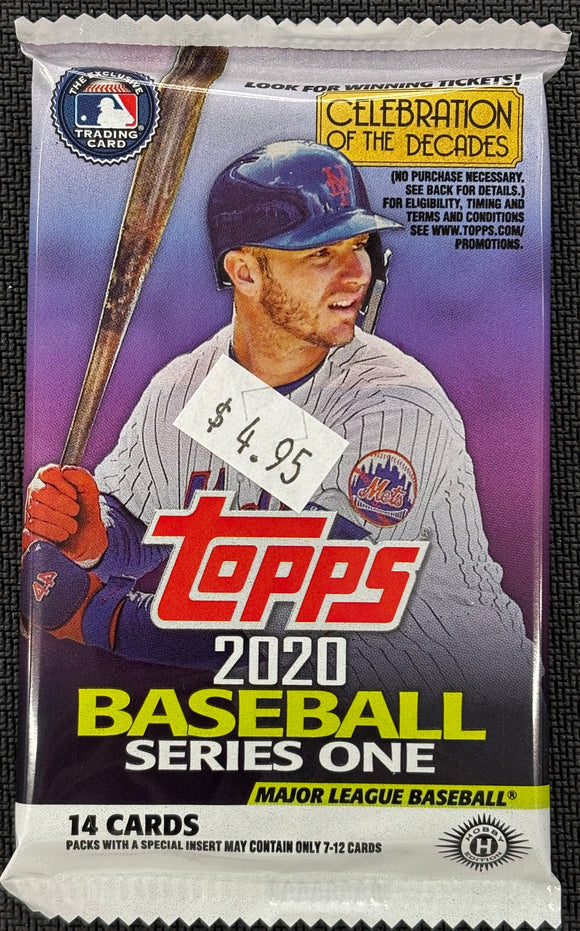 THE EXCLUSIVE
TRADING
CARD
LOOK FOR WINNING TICKETS!
CELEBRATION
OF THE DECADES
(NO PURCHASE NECESSARY.
SEE BACK FOR DETAILS.)
FOR ELIGIBILITY, TIMING AND
TERMS AND CONDITIONS
SEE WWW.TOPPS.COM/
PROMOTIONS.
NY
$ 4.95
Mets
44
TOPPS
2020
BASEBALL
SERIES ONE
MAJOR LEAGUE BASEBALL®
14 CARDS
PACKS WITH A SPECIAL INSERT MAY CONTAIN ONLY 7-12 CARDS
HOBBY
H
EDITION